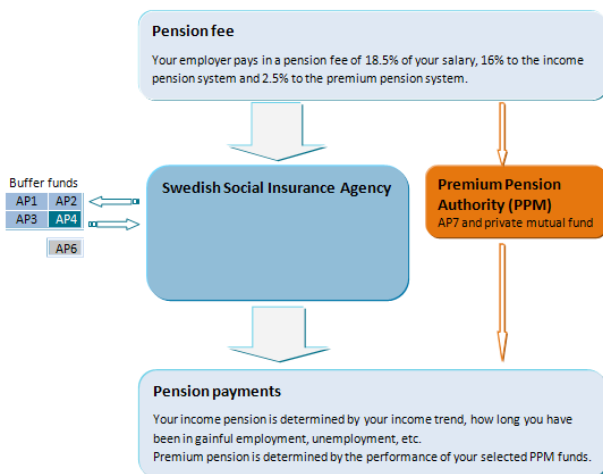 Pension fee
Your employer pays in a pension fee of 18.5% of your salary, 16% to the income
pension system and 2.5% to the premium pension system.
Buffer funds
AP1 AP2
AP3 AP4
AP6
Swedish Social Insurance Agency
Premium Pension
Authority (PPM)
AP7 and private mutual fund
Pension payments
Your income pension is determined by your income trend, how long you have
been in gainful employment, unemployment, etc.
Premium pension is determined by the performance of your selected PPM funds.